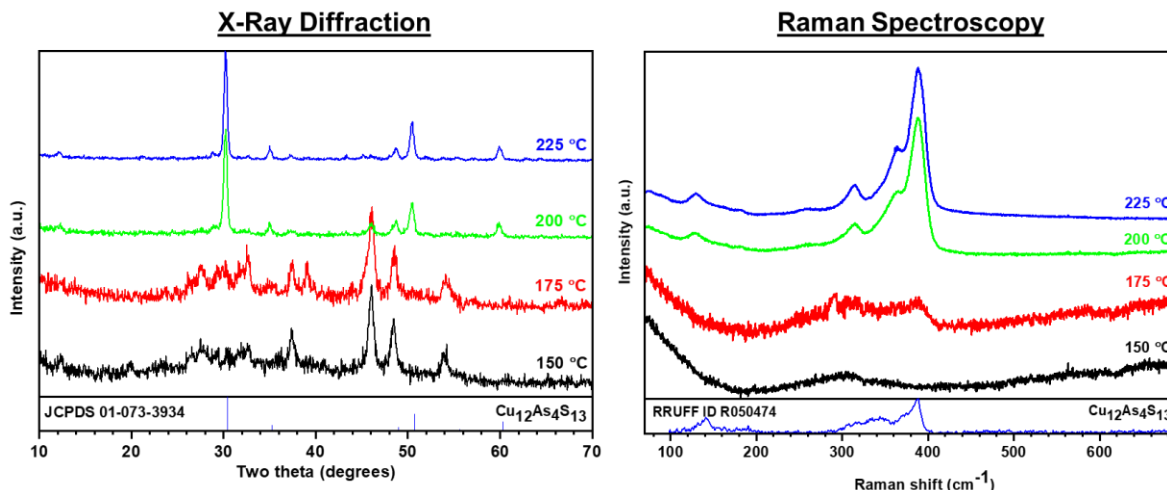 X-Ray Diffraction
Intensity (a.u.)
225 °C
200 °C
175 °C
150 °C
JCPDS 01-073-3934
Cu₁₂As₄S₁₃
10 20 30 40 50 60 70
Two theta (degrees)
Raman Spectroscopy
Intensity (a.u.)
225 °C
200 °C
175 °C
150 °C
RRUFF ID R050474
Cu₁₂As₄S₁₃
100 200 300 400 500 600
Raman shift (cm⁻¹)